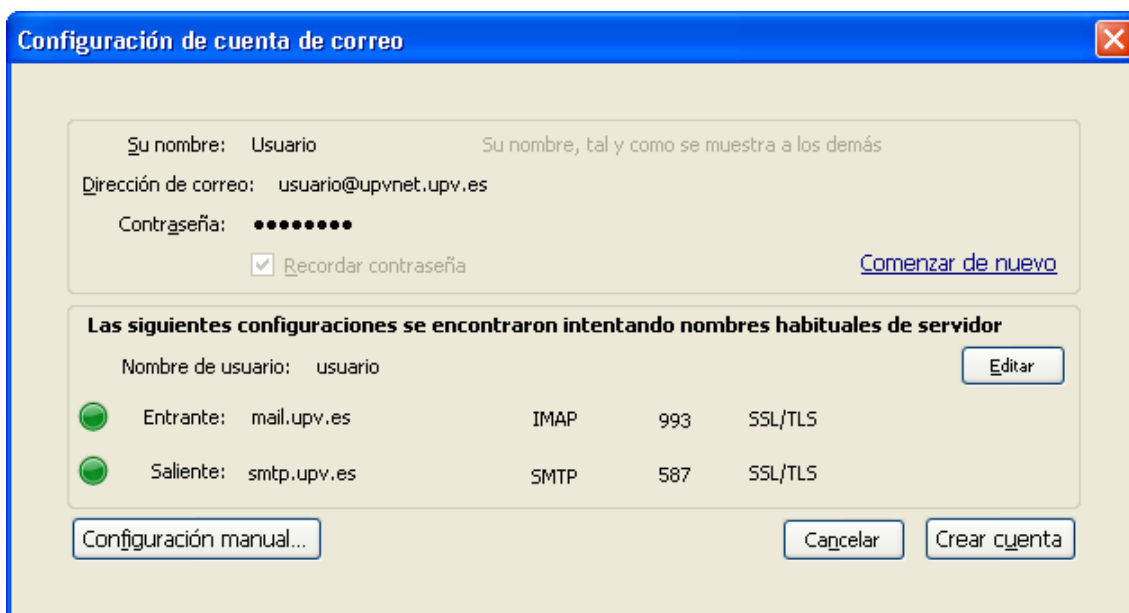 Configuración de cuenta de correo
Su nombre: Usuario Su nombre, tal y como se muestra a los demás
Dirección de correo: usuario@upvnet.upv.es
Contraseña: ●●●●●●●●
Recordar contraseña Comenzar de nuevo
Las siguientes configuraciones se encontraron intentando nombres habituales de servidor
Nombre de usuario: usuario Editar
Entrante: mail.upv.es IMAP 993 SSL/TLS
Saliente: smtp.upv.es SMTP 587 SSL/TLS
Configuración manual... Cancelar Crear cuenta